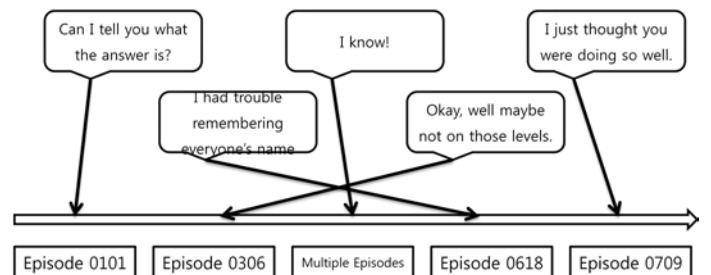 Can I tell you what
the answer is?
I know!
I just thought you
were doing so well.
I had trouble
remembering
everyone's name
Okay, well maybe
not on those levels.
Episode 0101
Episode 0306
Multiple Episodes
Episode 0618
Episode 0709